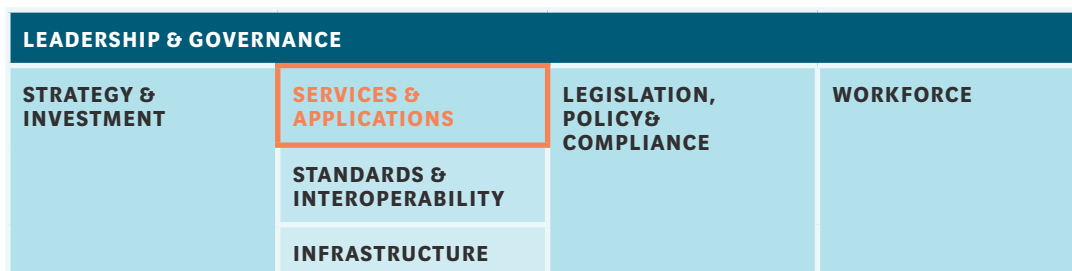 LEADERSHIP & GOVERNANCE
STRATEGY &
INVESTMENT
SERVICES &
APPLICATIONS
STANDARDS &
INTEROPERABILITY
INFRASTRUCTURE
LEGISLATION,
POLICY&
COMPLIANCE
WORKFORCE